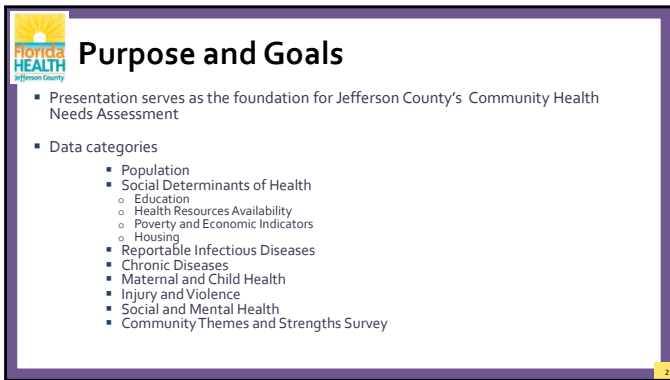 Florida
HEALTH
Jefferson County
Purpose and Goals
▪ Presentation serves as the foundation for Jefferson County's Community Health
Needs Assessment
▪ Data categories
▪ Population
▪ Social Determinants of Health
o Education
o Health Resources Availability
o Poverty and Economic Indicators
o Housing
▪ Reportable Infectious Diseases
▪ Chronic Diseases
▪ Maternal and Child Health
▪ Injury and Violence
▪ Social and Mental Health
▪ Community Themes and Strengths Survey
2